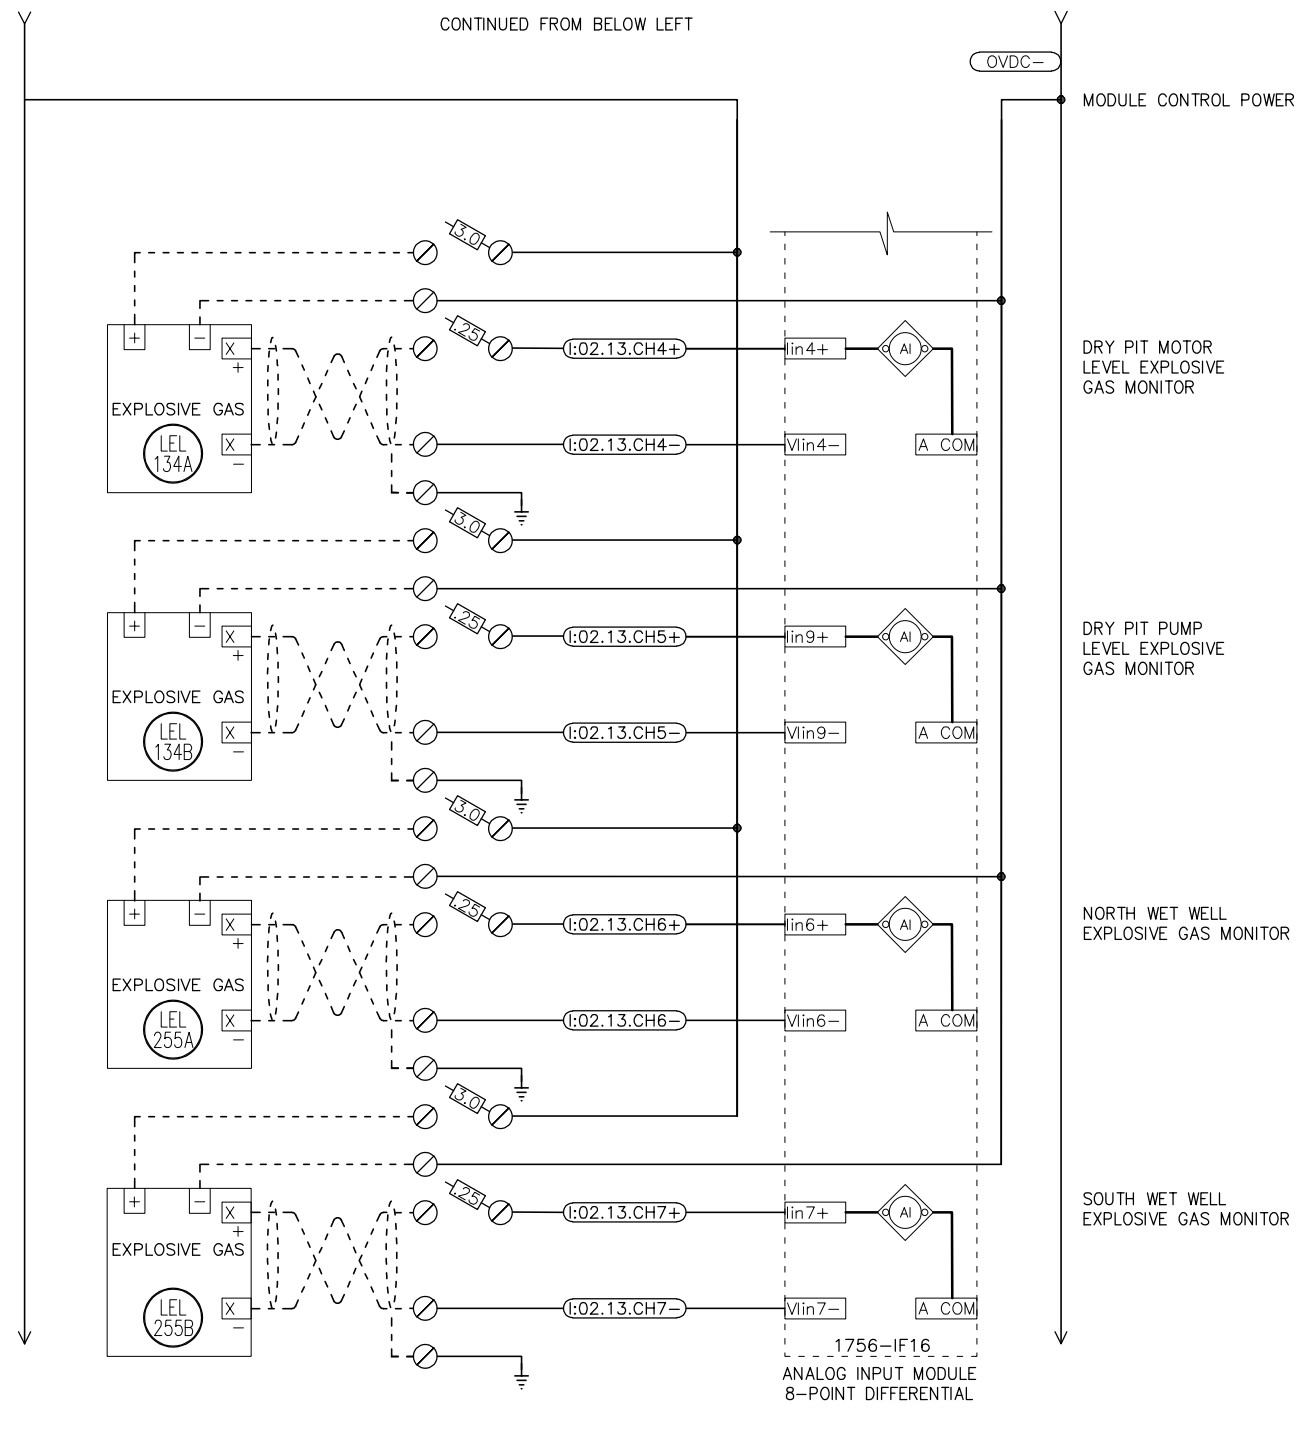 CONTINUED FROM BELOW LEFT
0VDC-
MODULE CONTROL POWER
3.0
+ -
X
+
.25
I:02.13.CH4+
Iin4+
AI
DRY PIT MOTOR
LEVEL EXPLOSIVE
GAS MONITOR
EXPLOSIVE GAS
LEL
134A
X
-
I:02.13.CH4-
VIin4-
A COM
3.0
+ -
X
+
.25
I:02.13.CH5+
Iin9+
AI
DRY PIT PUMP
LEVEL EXPLOSIVE
GAS MONITOR
EXPLOSIVE GAS
LEL
134B
X
-
I:02.13.CH5-
VIin9-
A COM
3.0
+ -
X
+
.25
I:02.13.CH6+
Iin6+
AI
NORTH WET WELL
EXPLOSIVE GAS MONITOR
EXPLOSIVE GAS
LEL
255A
X
-
I:02.13.CH6-
VIin6-
A COM
3.0
+ -
X
+
.25
I:02.13.CH7+
Iin7+
AI
SOUTH WET WELL
EXPLOSIVE GAS MONITOR
EXPLOSIVE GAS
LEL
255B
X
-
I:02.13.CH7-
VIin7-
A COM
1756-IF16
ANALOG INPUT MODULE
8-POINT DIFFERENTIAL